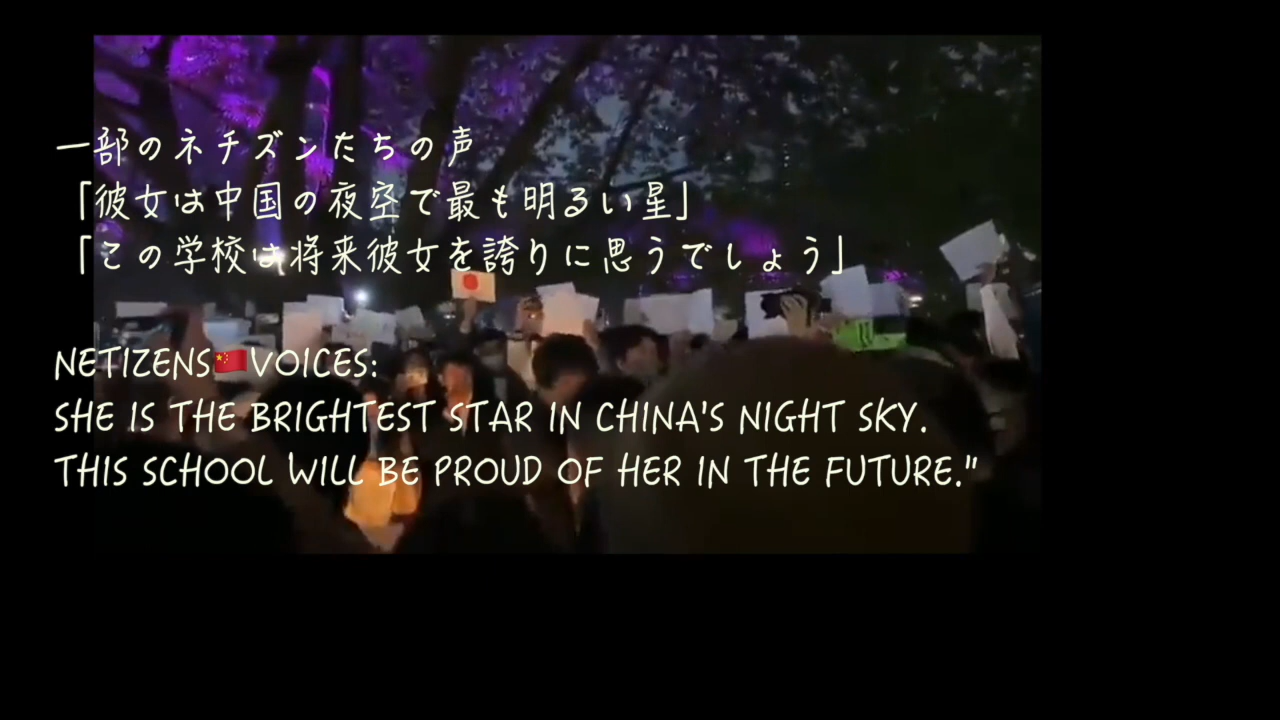 一部のネチズンたちの声
「彼女は中国の夜空で最も明るい星」
「この学校は将来彼女を誇りに思うでしょう」
NETIZENS🇨🇳VOICES:
SHE IS THE BRIGHTEST STAR IN CHINA'S NIGHT SKY.
THIS SCHOOL WILL BE PROUD OF HER IN THE FUTURE."